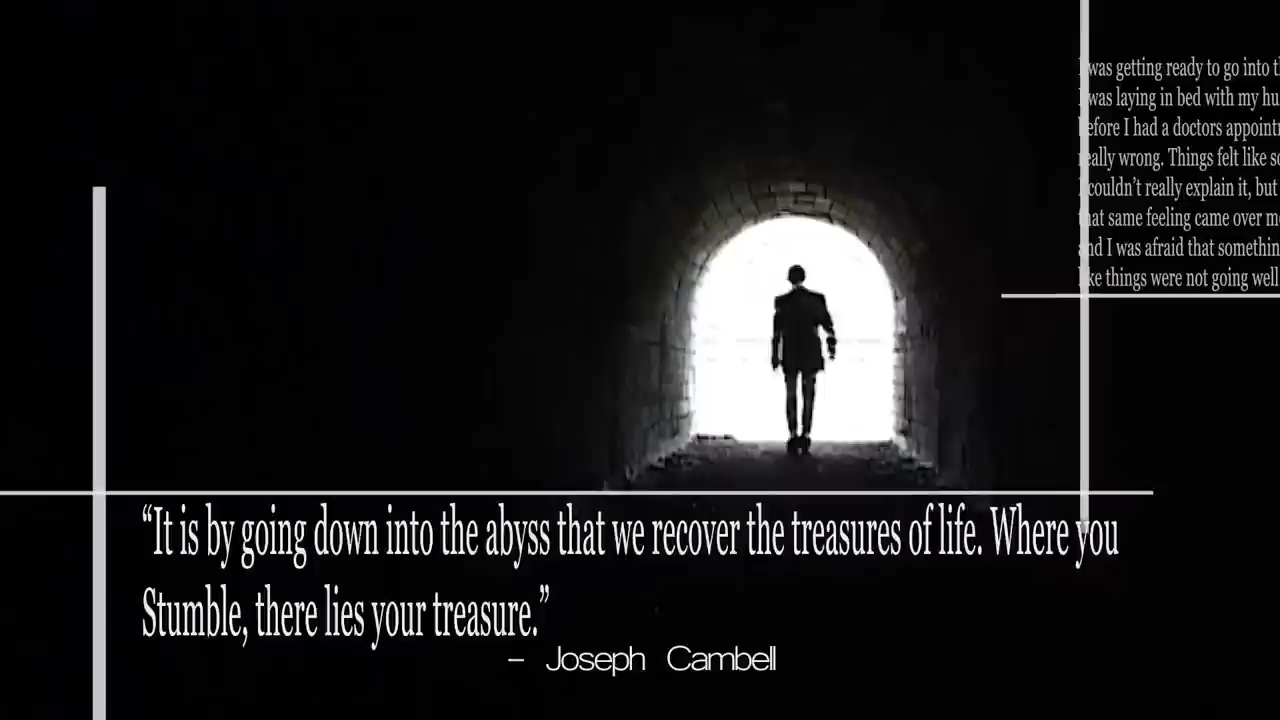 “It is by going down into the abyss that we recover the treasures of life. Where you
Stumble, there lies your treasure.”
– Joseph Cambell
I was getting ready to go into
I was laying in bed with my
before I had a doctors
really wrong. Things felt like
I couldn’t really explain it, but
that same feeling came over
and I was afraid that
like things were not going well